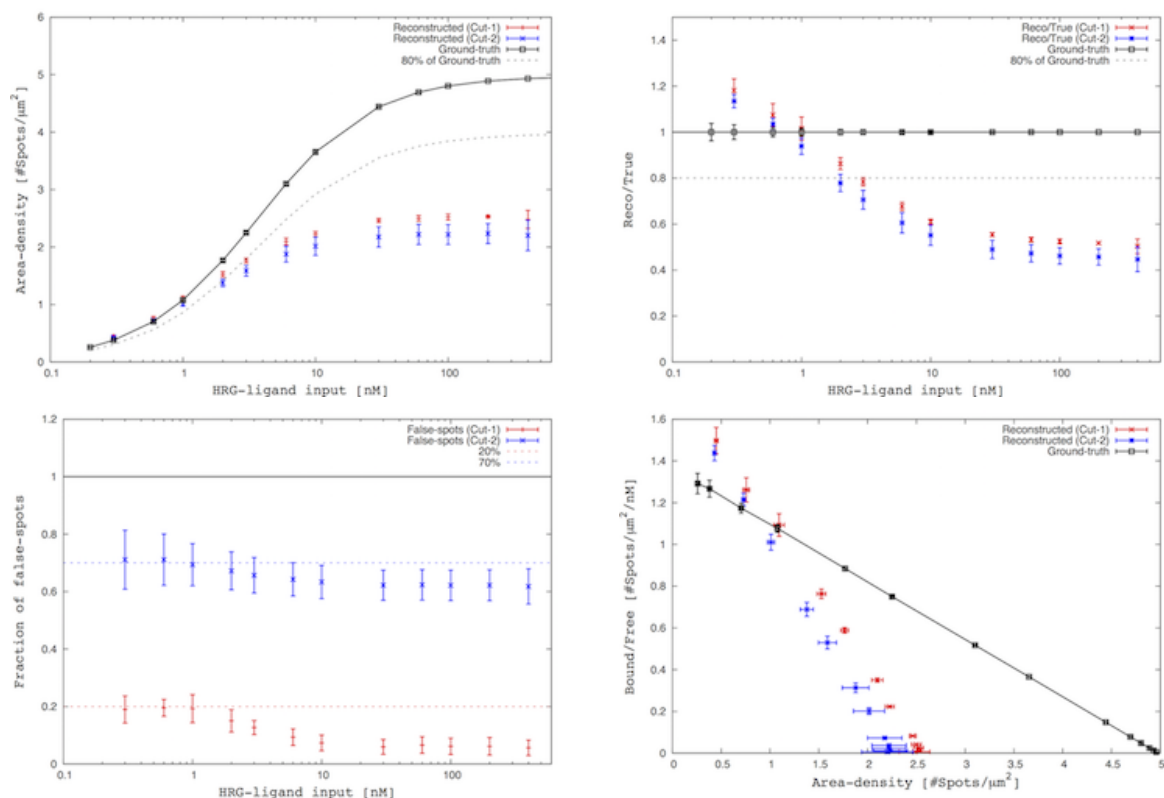 6
5
4
3
2
1
0
0.1
1
10
100
Area-density [#Spots/μm²]
HRG-ligand input [nM]
Reconstructed (Cut-1)
Reconstructed (Cut-2)
Ground-truth
80% of Ground-truth
1.4
1.2
1
0.8
0.6
0.4
0.2
0
0.1
1
10
100
Reco/True
HRG-ligand input [nM]
Reco/True (Cut-1)
Reco/True (Cut-2)
Ground-truth
80% of Ground-truth
1.2
1
0.8
0.6
0.4
0.2
0
0.1
1
10
100
Fraction of false-spots
HRG-ligand input [nM]
False-spots (Cut-1)
False-spots (Cut-2)
20%
70%
1.6
1.4
1.2
1
0.8
0.6
0.4
0.2
0
0
0.5
1
1.5
2
2.5
3
3.5
4
4.5
5
Bound/Free [#Spots/μm²/nM]
Area-density [#Spots/μm²]
Reconstructed (Cut-1)
Reconstructed (Cut-2)
Ground-truth